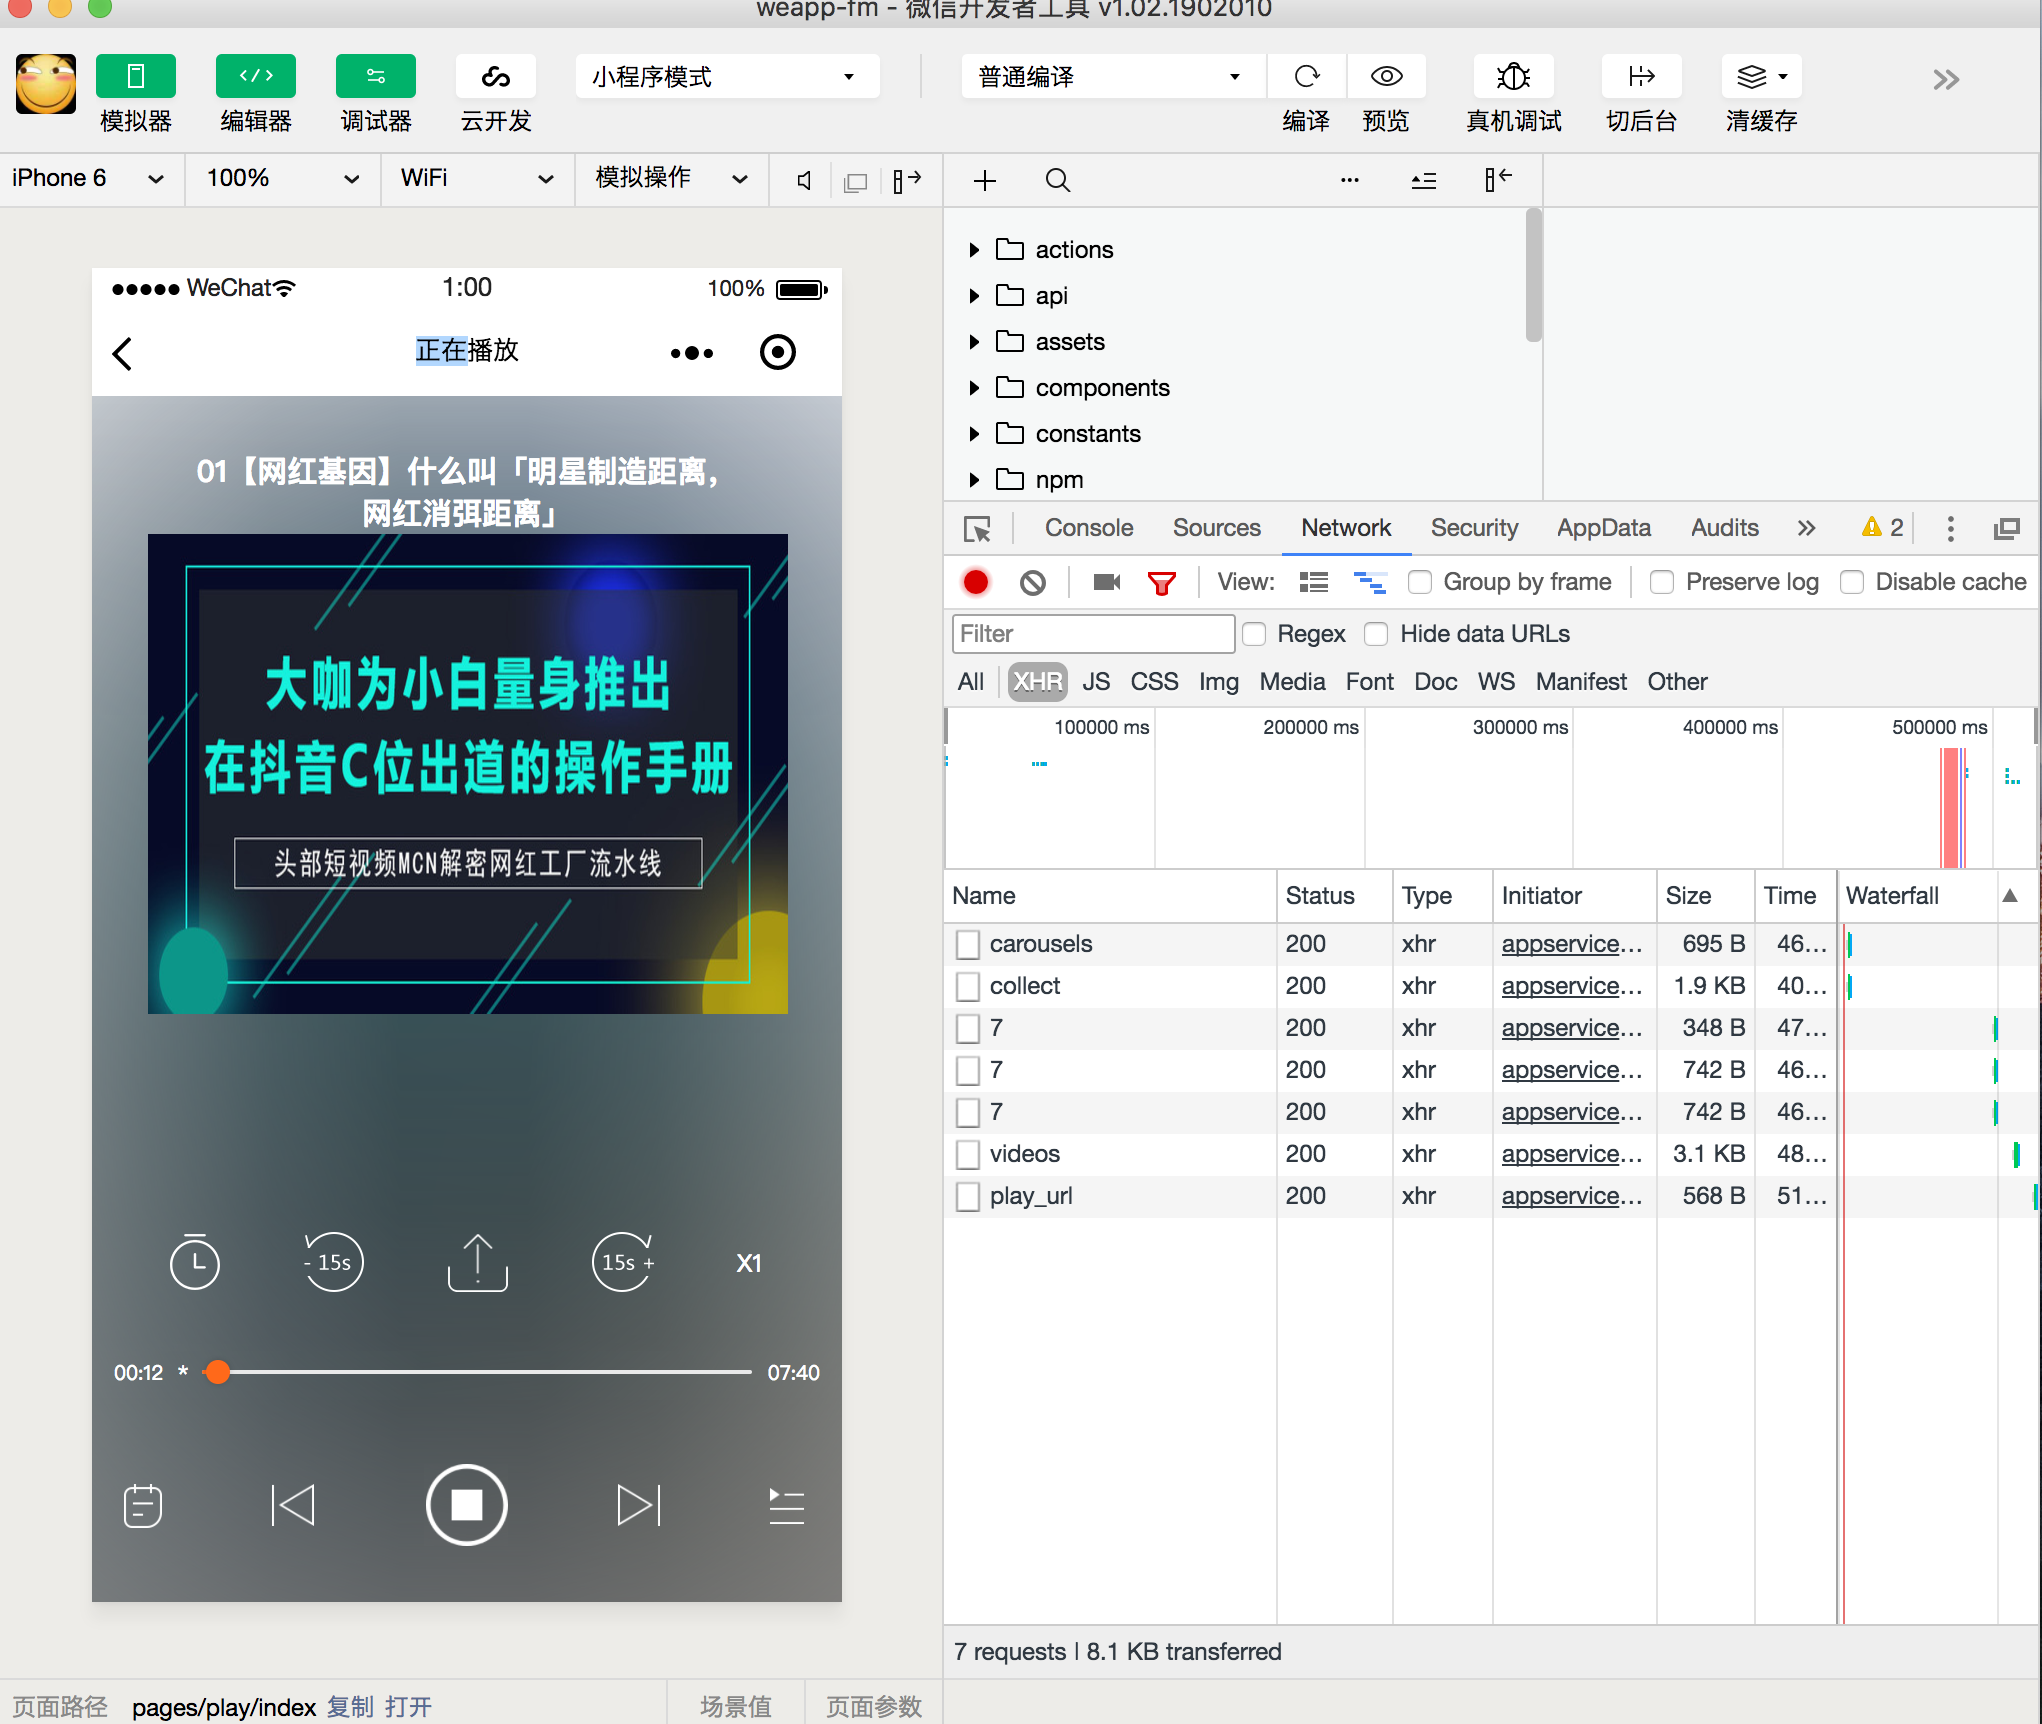 weapp-fm - 微信开发者工具 v1.02.1902010
模拟器
编辑器
调试器
云开发
小程序模式
普通编译
编译
预览
真机调试
切后台
清缓存
iPhone 6
100%
WiFi
模拟操作
WeChat
1:00
100%
正在播放
01【网红基因】什么叫「明星制造距离,
网红消弭距离」
大咖为小白量身推出
在抖音C位出道的操作手册
头部短视频MCN解密网红工厂流水线
- 15s
15s +
X1
00:12 *
07:40
页面路径 pages/play/index 复制 打开
场景值
页面参数
actions
api
assets
components
constants
npm
Console Sources Network Security AppData Audits
2
View: Group by frame Preserve log Disable cache
Filter Regex Hide data URLs
All XHR JS CSS Img Media Font Doc WS Manifest Other
100000 ms 200000 ms 300000 ms 400000 ms 500000 ms
Name Status Type Initiator Size Time Waterfall
carousels 200 xhr appservice... 695 B 46...
collect 200 xhr appservice... 1.9 KB 40...
7 200 xhr appservice... 348 B 47...
7 200 xhr appservice... 742 B 46...
7 200 xhr appservice... 742 B 46...
videos 200 xhr appservice... 3.1 KB 48...
play_url 200 xhr appservice... 568 B 51...
7 requests | 8.1 KB transferred